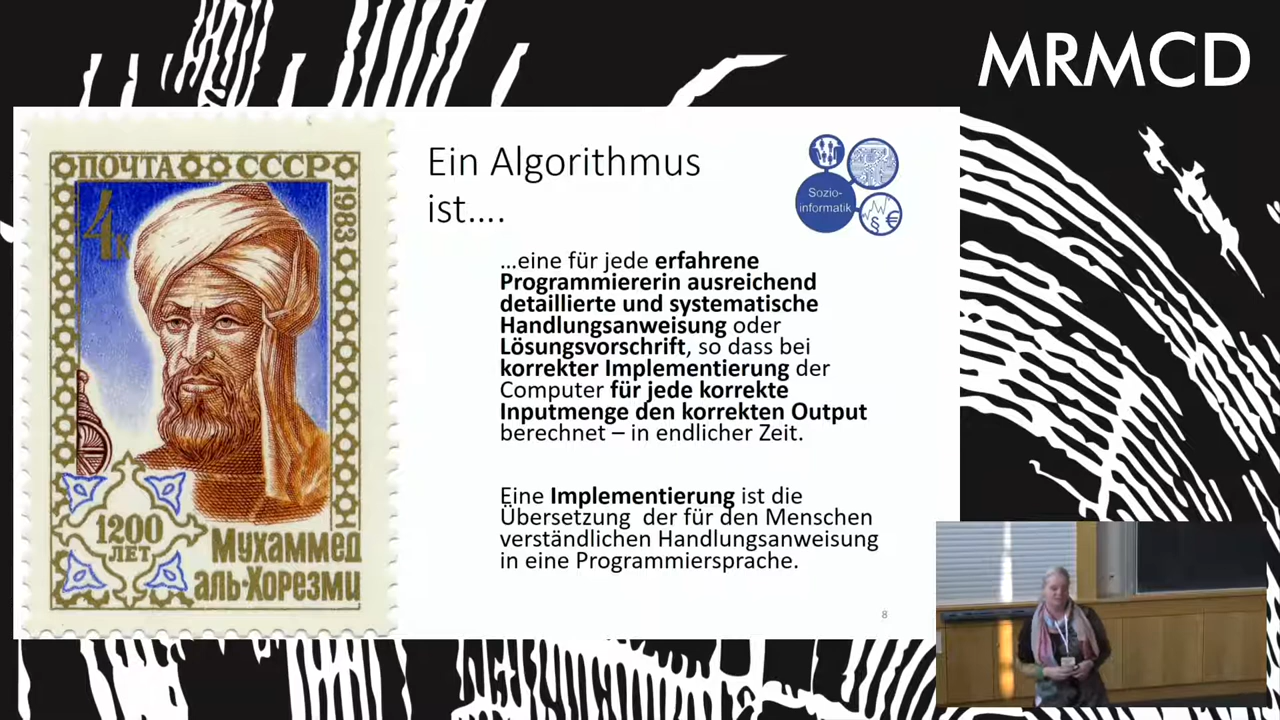 MRMCD
ПОЧТА СССР
1983
4к
1200
ЛЕТ
Мухаммед
аль-Хорезми
Ein Algorithmus
ist....
Sozio-
informatik
§ €
...eine für jede erfahrene
Programmiererin ausreichend
detaillierte und systematische
Handlungsanweisung oder
Lösungsvorschrift, so dass bei
korrekter Implementierung der
Computer für jede korrekte
Inputmenge den korrekten Output
berechnet – in endlicher Zeit.
Eine Implementierung ist die
Übersetzung  der für den Menschen
verständlichen Handlungsanweisung
in eine Programmiersprache.
8